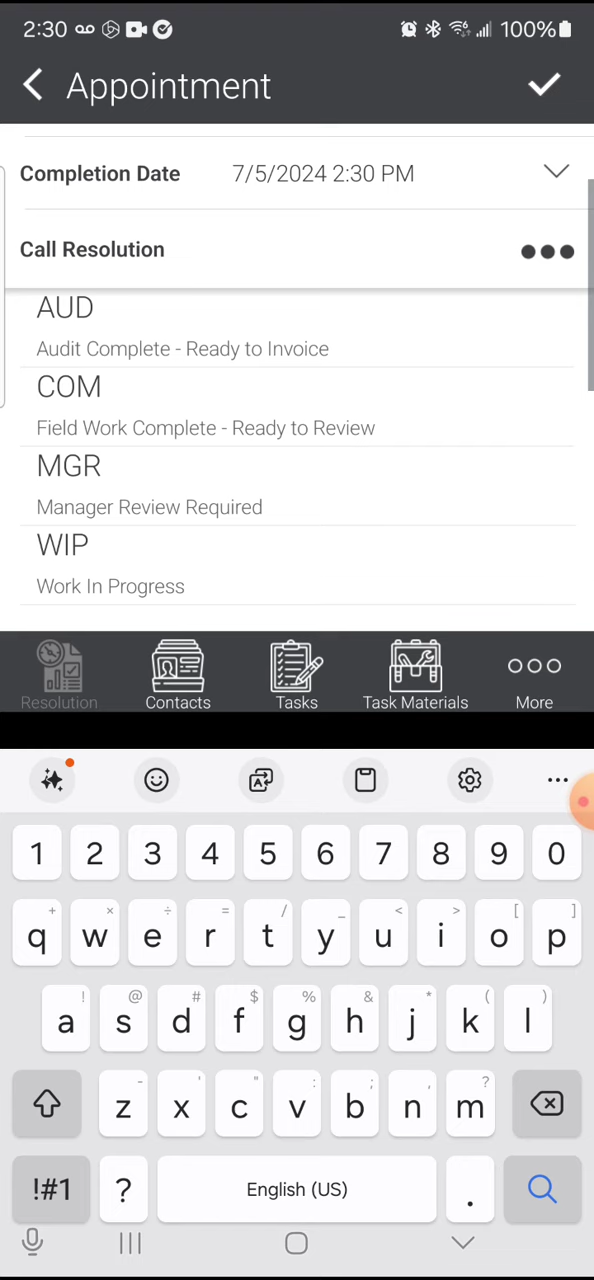 2:30 100%
Appointment
Completion Date 7/5/2024 2:30 PM
Call Resolution
AUD
Audit Complete - Ready to Invoice
COM
Field Work Complete - Ready to Review
MGR
Manager Review Required
WIP
Work In Progress
Resolution Contacts Tasks Task Materials More
1 2 3 4 5 6 7 8 9 0
+ × ÷ = / _ < > [ ]
q w e r t y u i o p
! @ # $ % & * ( )
a s d f g h j k l
- ' " : ; , ?
z x c v b n m
!#1 ? English (US) .